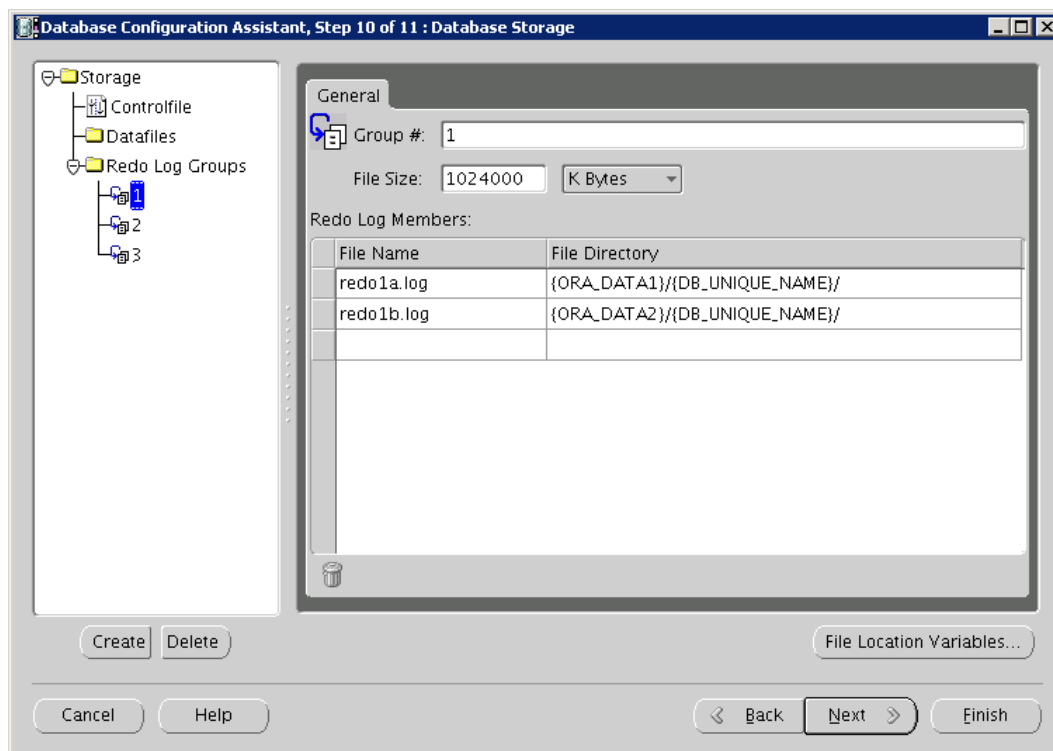 Database Configuration Assistant, Step 10 of 11 : Database Storage
Storage
Controlfile
Datafiles
Redo Log Groups
1
2
3
General
Group #: 1
File Size: 1024000 K Bytes
Redo Log Members:
File Name File Directory
redo1a.log {ORA_DATA1}/{DB_UNIQUE_NAME}/
redo1b.log {ORA_DATA2}/{DB_UNIQUE_NAME}/
Create Delete File Location Variables...
Cancel Help Back Next Finish